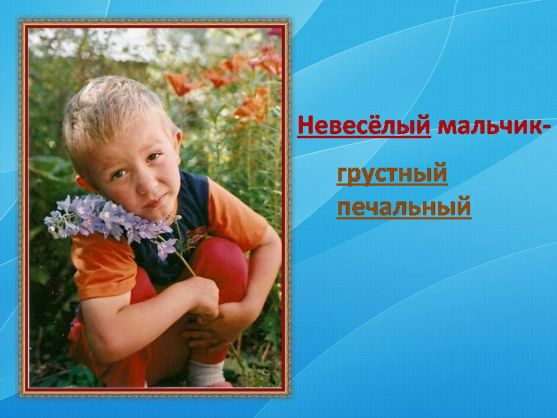 Невесёлый мальчик-
грустный
печальный